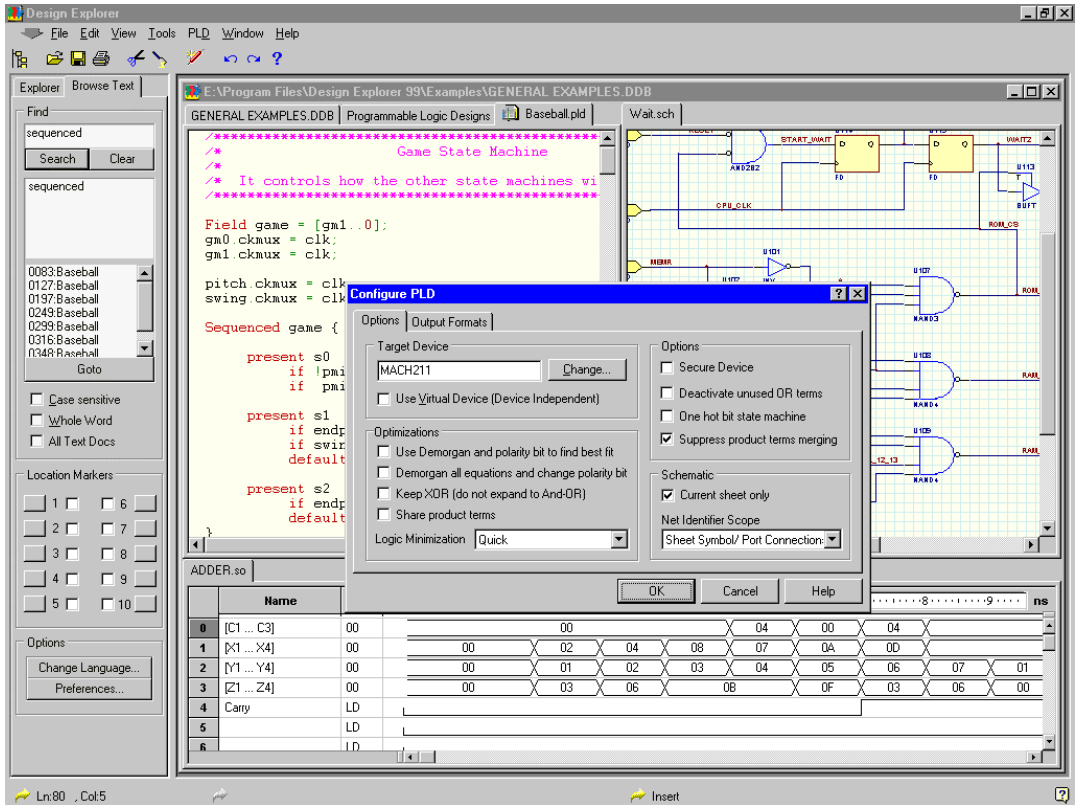 Design Explorer
File Edit View Tools PLD Window Help
Explorer Browse Text
Find
sequenced
Search Clear
sequenced
0083:Baseball
0127:Baseball
0197:Baseball
0249:Baseball
0299:Baseball
0316:Baseball
0348:Baseball
Goto
Case sensitive
Whole Word
All Text Docs
Location Markers
1 6
2 7
3 8
4 9
5 10
Options
Change Language...
Preferences...
E:\Program Files\Design Explorer 99\Examples\GENERAL EXAMPLES.DDB
GENERAL EXAMPLES.DDB Programmable Logic Designs Baseball.pld Wait.sch
/*******************************************
/* Game State Machine
/*
/* It controls how the other state machines wi
/*******************************************
Field game = [gm1..0];
gm0.ckmux = clk;
gm1.ckmux = clk;
pitch.ckmux = clk
swing.ckmux = clk
Sequenced game {
present s0
if !pmi
if pmi
present s1
if endp
if swin
default
present s2
if endp
default
}
START_WAIT D Q D Q WAIT2
AND2B2 FD FD
U113
T
BUFT
CPU_CLK
ROM_CS
MEMR
U101
INV
U107
ROM_
NAND3
U108
RAM_
NAND4
U109
_12_13
RAM_
NAND4
Configure PLD
Options Output Formats
Target Device
MACH211 Change...
Use Virtual Device (Device Independent)
Optimizations
Use Demorgan and polarity bit to find best fit
Demorgan all equations and change polarity bit
Keep XOR (do not expand to And-OR)
Share product terms
Logic Minimization Quick
Options
Secure Device
Deactivate unused OR terms
One hot bit state machine
Suppress product terms merging
Schematic
Current sheet only
Net Identifier Scope
Sheet Symbol/ Port Connection:
OK Cancel Help
ADDER.so
Name 8 9 ns
0 [C1 ... C3] 00 00 04 00 04
1 [X1 ... X4] 00 00 02 04 08 07 0A 0D
2 [Y1 ... Y4] 00 00 01 02 03 04 05 06 07 01
3 [Z1 ... Z4] 00 00 03 06 0B 0F 03 06 00
4 Carry LD
5 LD
6 LD
Ln:80 , Col:5 Insert